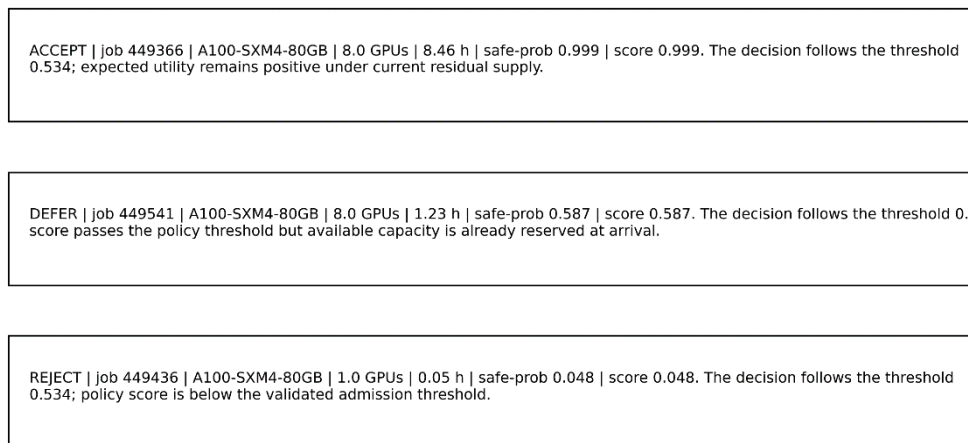 ACCEPT | job 449366 | A100-SXM4-80GB | 8.0 GPUs | 8.46 h | safe-prob 0.999 | score 0.999. The decision follows the threshold
0.534; expected utility remains positive under current residual supply.
DEFER | job 449541 | A100-SXM4-80GB | 8.0 GPUs | 1.23 h | safe-prob 0.587 | score 0.587. The decision follows the threshold 0.
score passes the policy threshold but available capacity is already reserved at arrival.
REJECT | job 449436 | A100-SXM4-80GB | 1.0 GPUs | 0.05 h | safe-prob 0.048 | score 0.048. The decision follows the threshold
0.534; policy score is below the validated admission threshold.